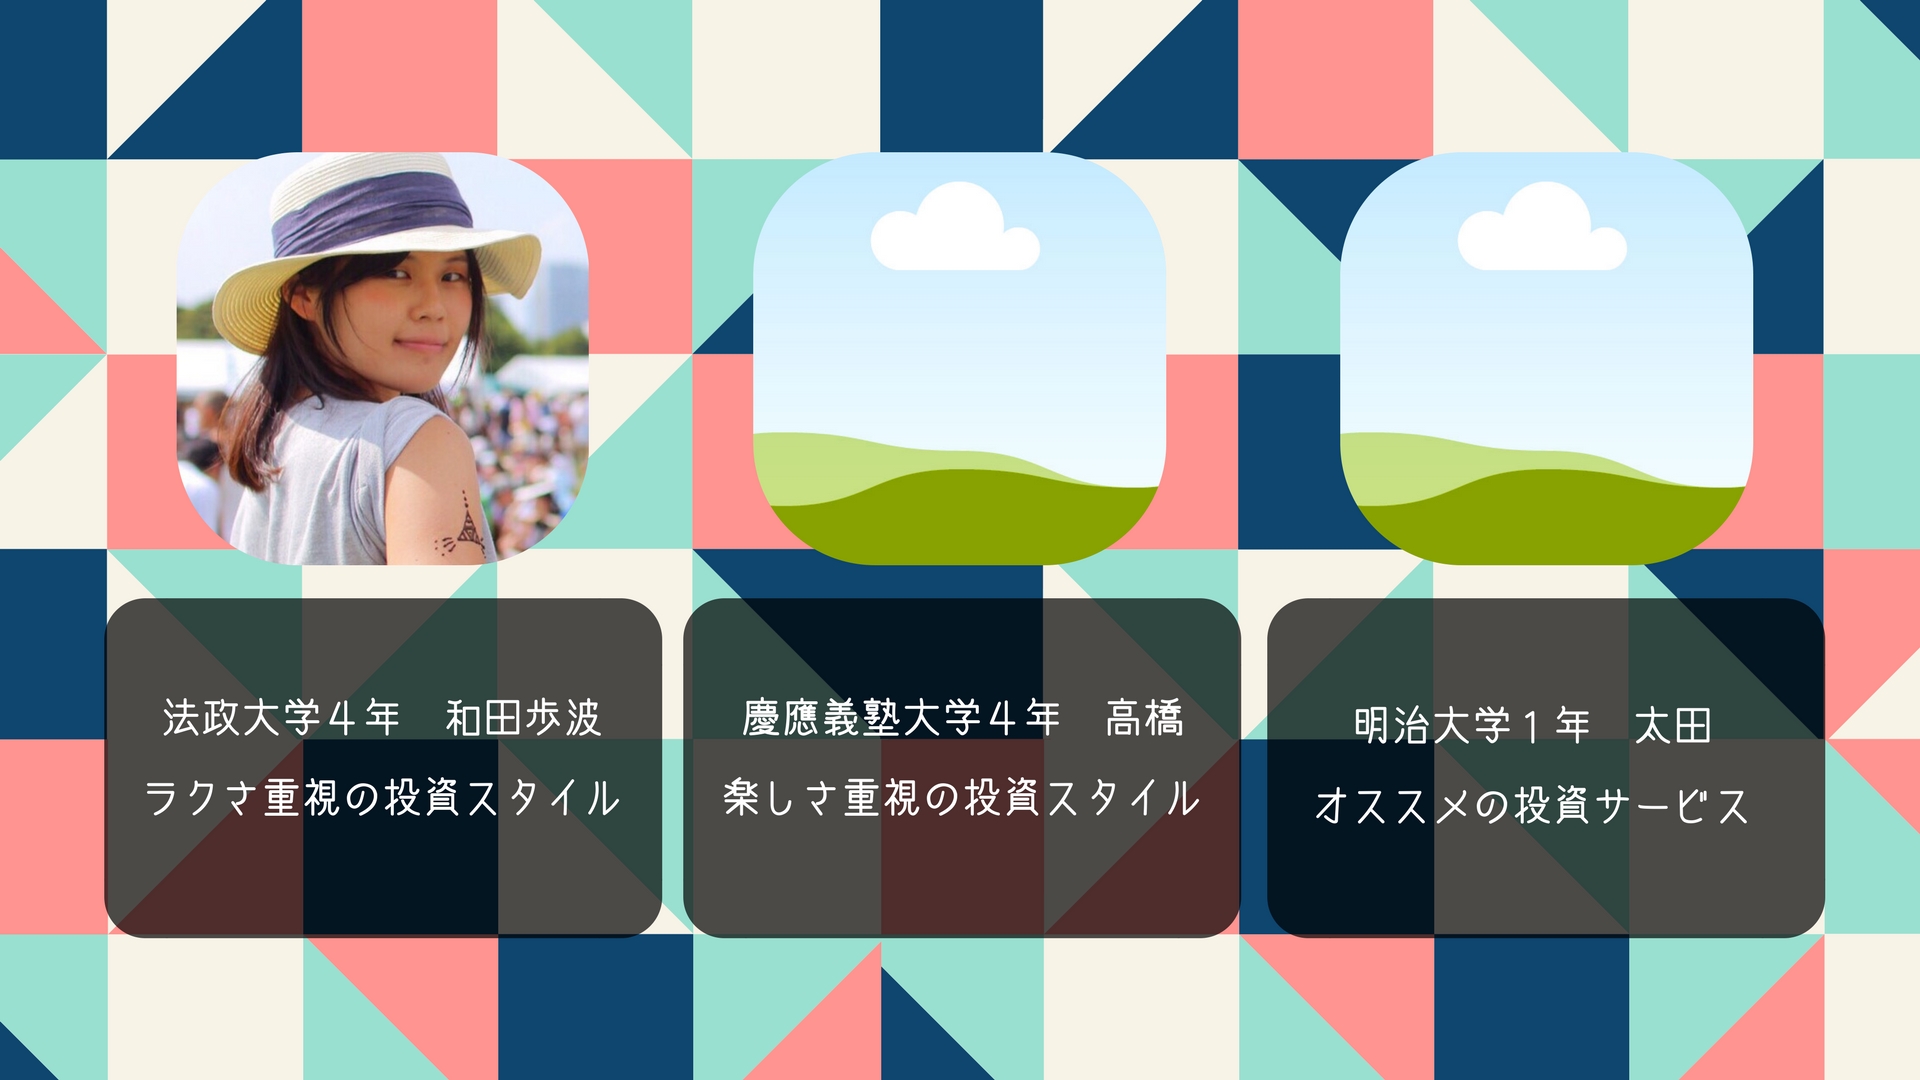 法政大学4年　和田歩波
ラクさ重視の投資スタイル
慶應義塾大学4年　高橋
楽しさ重視の投資スタイル
明治大学1年　太田
オススメの投資サービス